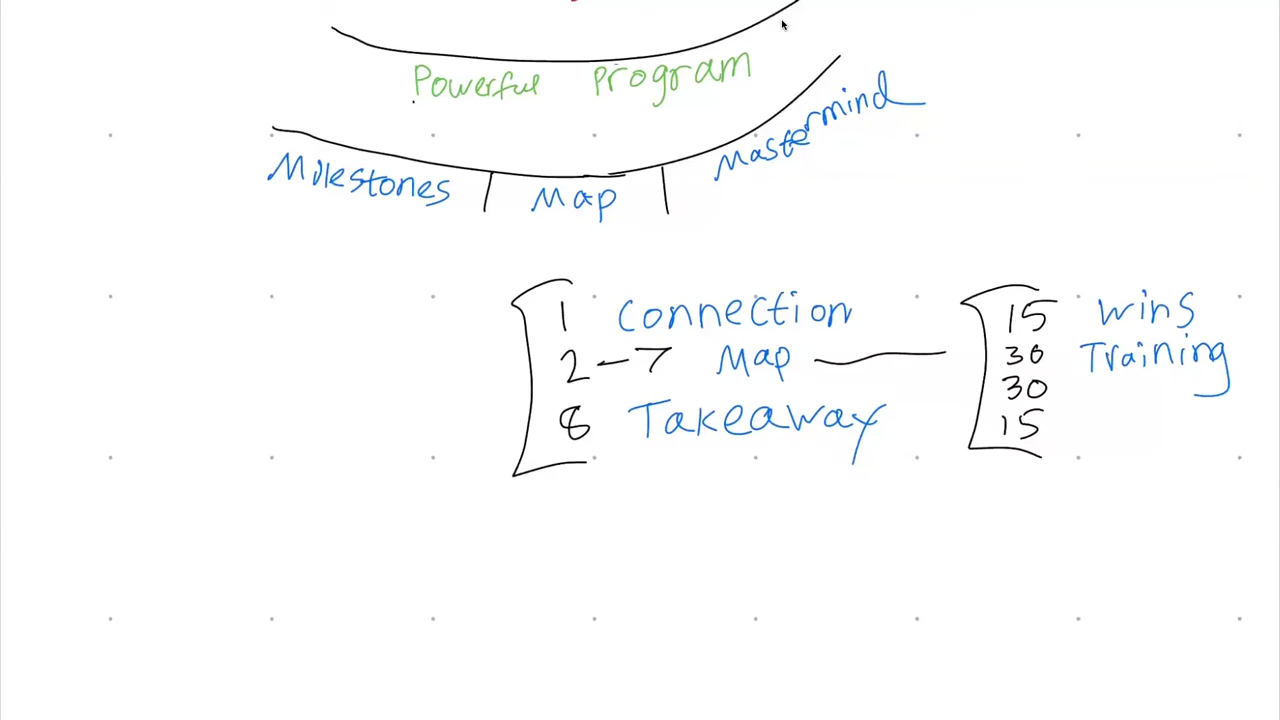 Powerful Program
Milestones | Map | Mastermind
1 Connection
2-7 Map
8 Takeaway
15 Wins
30 Training
30
15